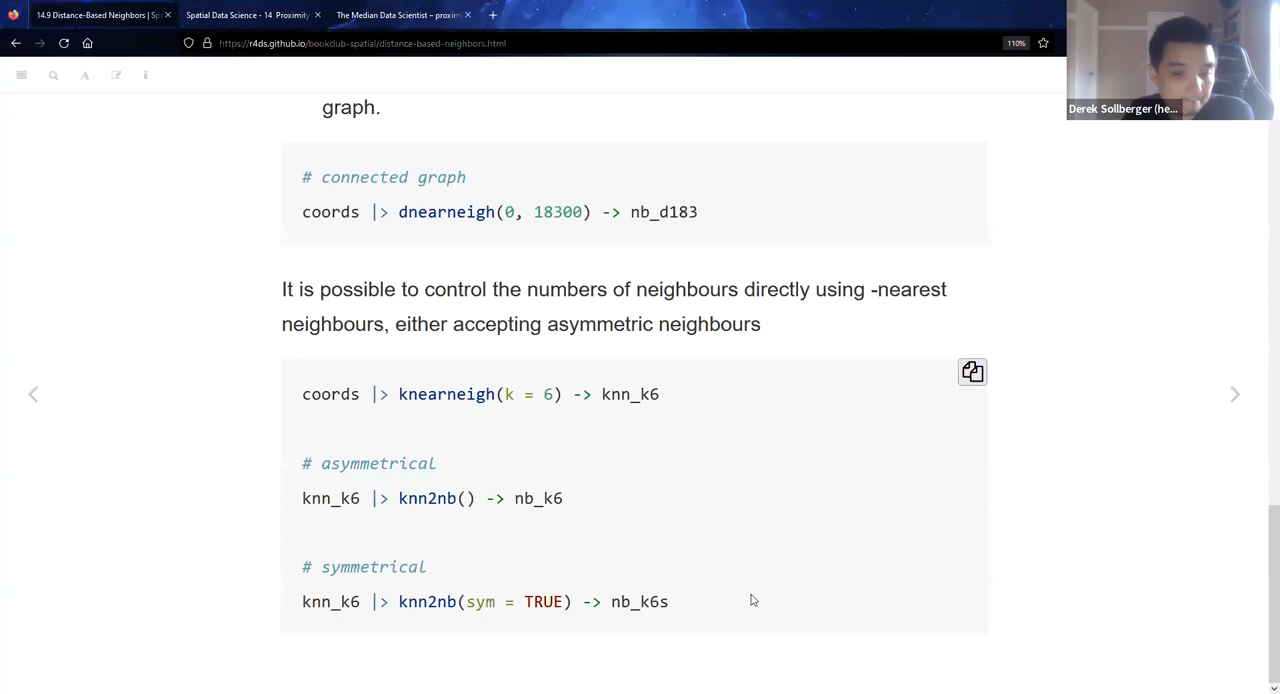 14.9 Distance-Based Neighbors | Sp
Spatial Data Science - 14 Proximity
The Median Data Scientist – proxim
https://r4ds.github.io/bookclub-spatial/distance-based-neighbors.html
110%
Derek Sollberger (he...
graph.
# connected graph
coords |> dnearneigh(0, 18300) -> nb_d183
It is possible to control the numbers of neighbours directly using -nearest
neighbours, either accepting asymmetric neighbours
coords |> knearneigh(k = 6) -> knn_k6
# asymmetrical
knn_k6 |> knn2nb() -> nb_k6
# symmetrical
knn_k6 |> knn2nb(sym = TRUE) -> nb_k6s